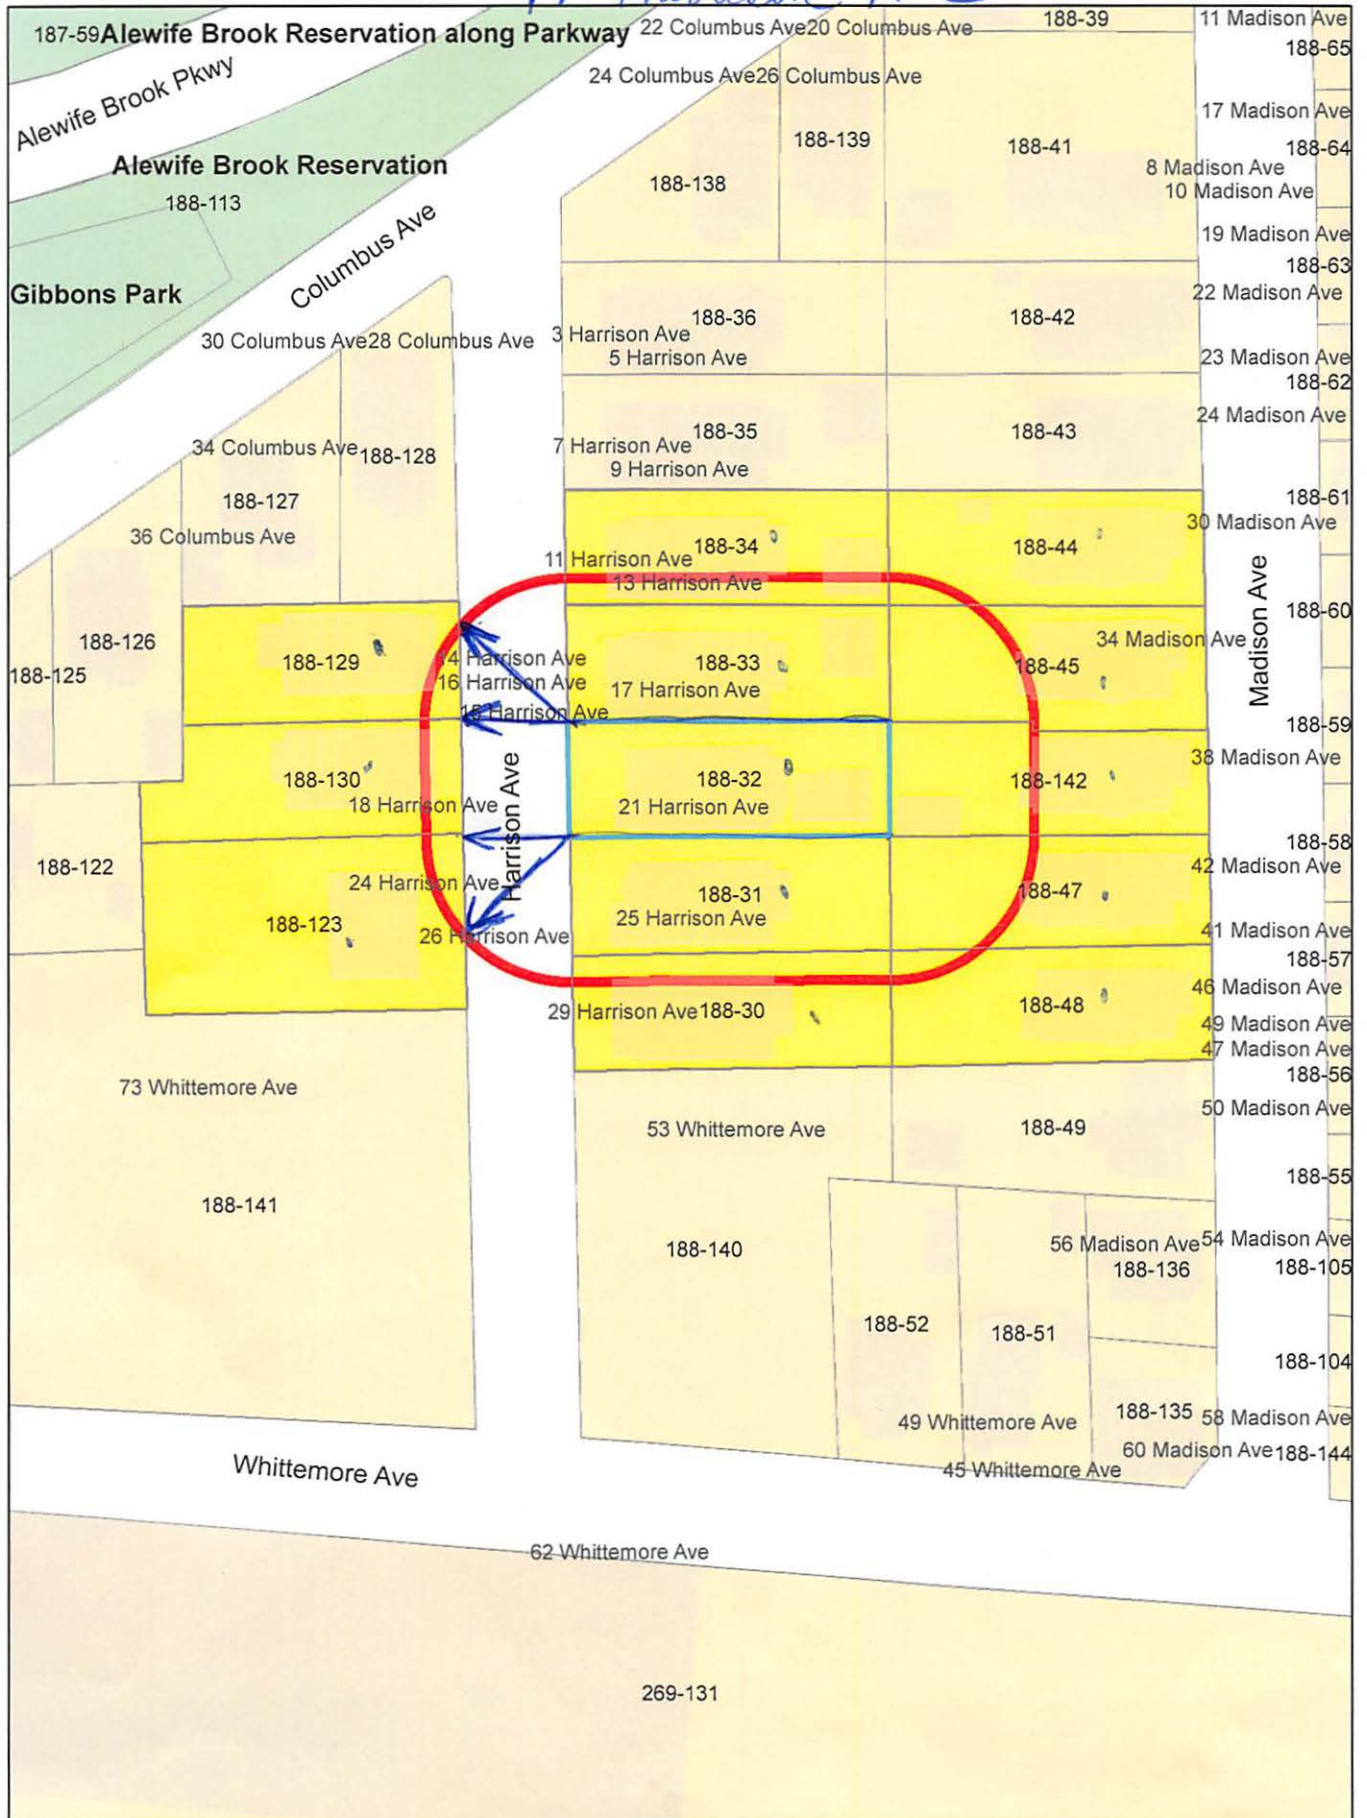 22 Columbus Ave 20 Columbus Ave
188-39
11 Madison Ave
187-59 Alewife Brook Reservation along Parkway
188-65
Alewife Brook Pkwy
24 Columbus Ave 26 Columbus Ave
17 Madison Ave
188-139
188-41
188-64
Alewife Brook Reservation
8 Madison Ave
188-138
10 Madison Ave
188-113
19 Madison Ave
Columbus Ave
188-63
Gibbons Park
22 Madison Ave
188-36
188-42
3 Harrison Ave
30 Columbus Ave 28 Columbus Ave
5 Harrison Ave
23 Madison Ave
188-62
24 Madison Ave
188-35
188-43
34 Columbus Ave
188-128
7 Harrison Ave
9 Harrison Ave
188-127
188-61
30 Madison Ave
36 Columbus Ave
188-34
188-44
11 Harrison Ave
13 Harrison Ave
Madison Ave
188-60
188-126
34 Madison Ave
188-129
14 Harrison Ave
188-33
188-45
188-125
16 Harrison Ave
17 Harrison Ave
15 Harrison Ave
188-59
38 Madison Ave
188-130
Harrison Ave
188-32
188-142
18 Harrison Ave
21 Harrison Ave
188-58
188-122
42 Madison Ave
24 Harrison Ave
188-31
188-47
188-123
25 Harrison Ave
26 Harrison Ave
41 Madison Ave
188-57
46 Madison Ave
29 Harrison Ave 188-30
188-48
49 Madison Ave
47 Madison Ave
188-56
73 Whittemore Ave
50 Madison Ave
53 Whittemore Ave
188-49
188-55
188-141
188-140
56 Madison Ave
54 Madison Ave
188-136
188-105
188-52
188-51
188-104
188-135
58 Madison Ave
49 Whittemore Ave
60 Madison Ave
188-144
Whittemore Ave
45 Whittemore Ave
62 Whittemore Ave
269-131